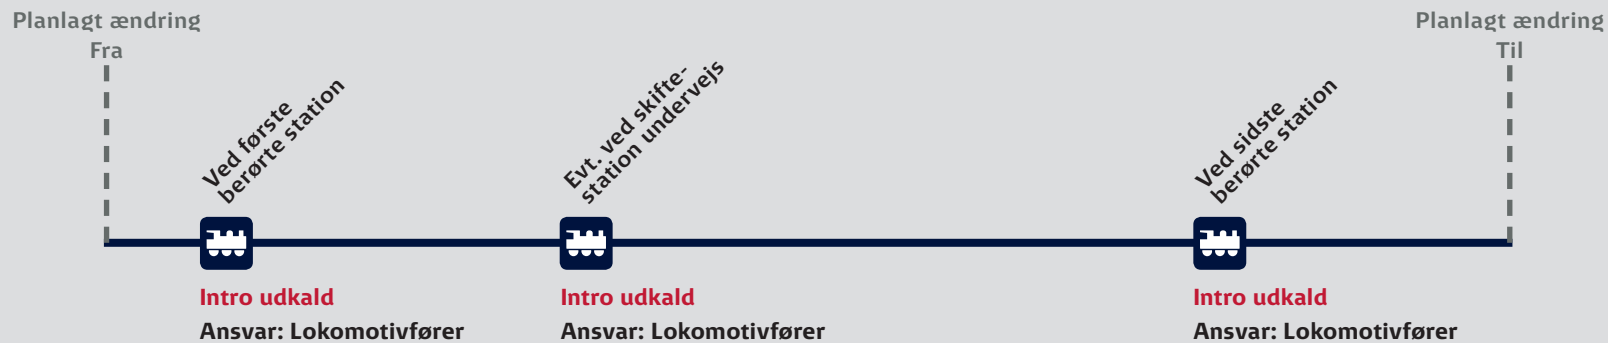 Planlagt ændring
Fra
Planlagt ændring
Til
Ved første
berørte station
Evt. ved skifte-
station undervejs
Ved sidste
berørte station
Intro udkald
Ansvar: Lokomotivfører
Intro udkald
Ansvar: Lokomotivfører
Intro udkald
Ansvar: Lokomotivfører